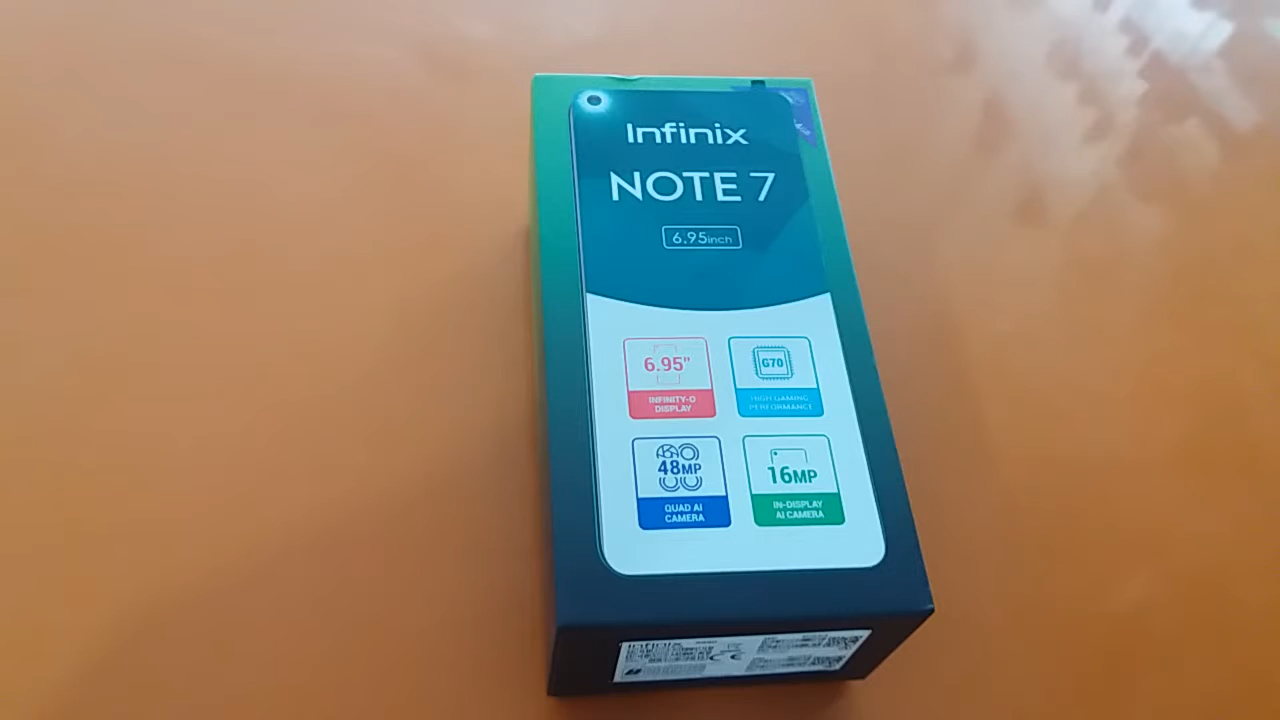 Infinix
NOTE 7
6.95inch
6.95"
INFINITY-O
DISPLAY
G70
HIGH GAMING
PERFORMANCE
48MP
QUAD AI
CAMERA
16MP
IN-DISPLAY
AI CAMERA
Infinix